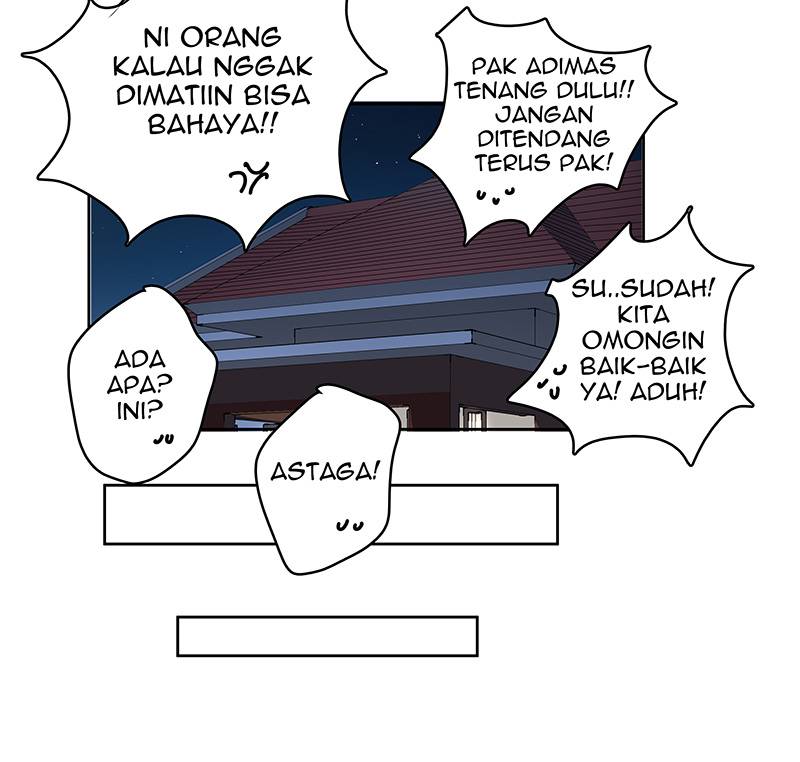 NI ORANG
KALAU NGGAK
DIMATIIN BISA
BAHAYA!!
PAK ADIMAS
TENANG DULU!!
JANGAN
DITENDANG
TERUS PAK!
SU..SUDAH!
KITA
OMONGIN
BAIK-BAIK
YA! ADUH!
ADA
APA?
INI?
ASTAGA!